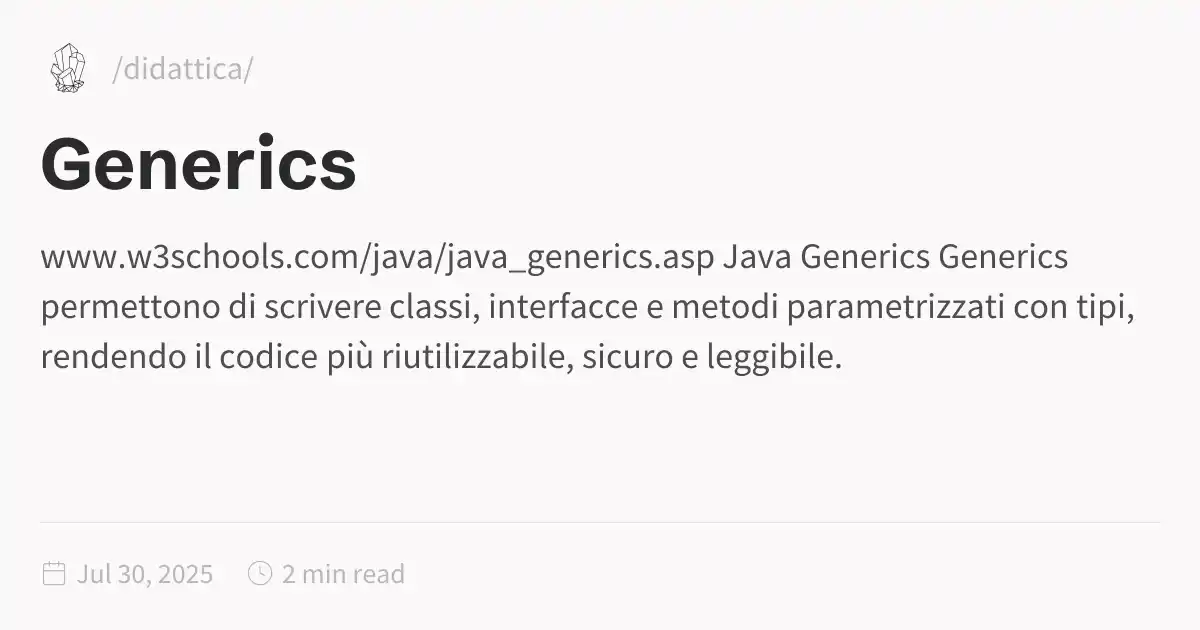 /didattica/
Generics
www.w3schools.com/java/java_generics.asp Java Generics Generics
permettono di scrivere classi, interfacce e metodi parametrizzati con tipi,
rendendo il codice più riutilizzabile, sicuro e leggibile.
Jul 30, 2025 2 min read